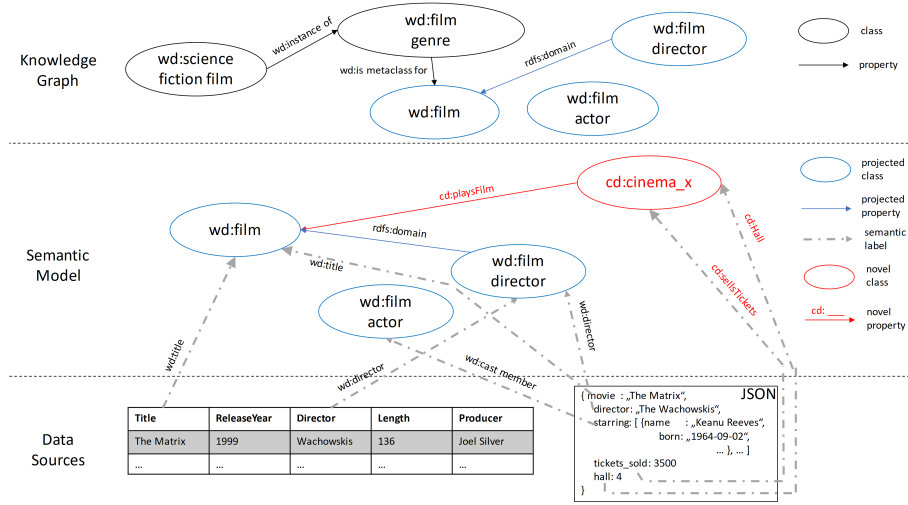 Knowledge
Graph
wd:science
fiction film
wd:instance of
wd:film
genre
wd:is metaclass for
wd:film
rdfs:domain
wd:film
director
wd:film
actor
class
property
Semantic
Model
wd:film
cd:playsFilm
cd:cinema_x
rdfs:domain
wd:title
wd:film
director
wd:film
actor
cd:Hall
cd:sellsTickets
wd:title
wd:director
wd:cast member
wd:director
projected
class
projected
property
semantic
label
novel
class
cd: ___
novel
property
Data
Sources
Title ReleaseYear Director Length Producer
The Matrix 1999 Wachowskis 136 Joel Silver
... ... ... ... ...
JSON
{ movie : „The Matrix“,
director: „The Wachowskis“,
starring: [ {name : „Keanu Reeves“,
born: „1964-09-02“,
... }, ... ]
tickets_sold: 3500
hall: 4
}